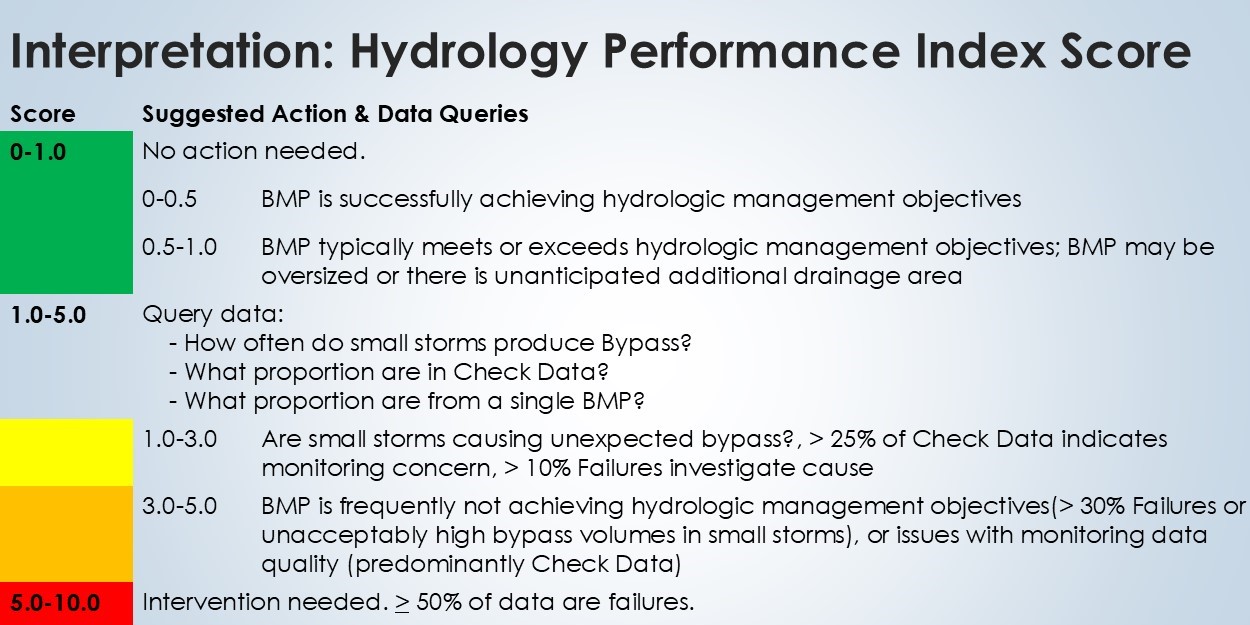 Interpretation: Hydrology Performance Index Score
Score Suggested Action & Data Queries
0-1.0 No action needed.
0-0.5 BMP is successfully achieving hydrologic management objectives
0.5-1.0 BMP typically meets or exceeds hydrologic management objectives; BMP may be
oversized or there is unanticipated additional drainage area
1.0-5.0 Query data:
- How often do small storms produce Bypass?
- What proportion are in Check Data?
- What proportion are from a single BMP?
1.0-3.0 Are small storms causing unexpected bypass?, > 25% of Check Data indicates
monitoring concern, > 10% Failures investigate cause
3.0-5.0 BMP is frequently not achieving hydrologic management objectives(> 30% Failures or
unacceptably high bypass volumes in small storms), or issues with monitoring data
quality (predominantly Check Data)
5.0-10.0 Intervention needed. ≥ 50% of data are failures.